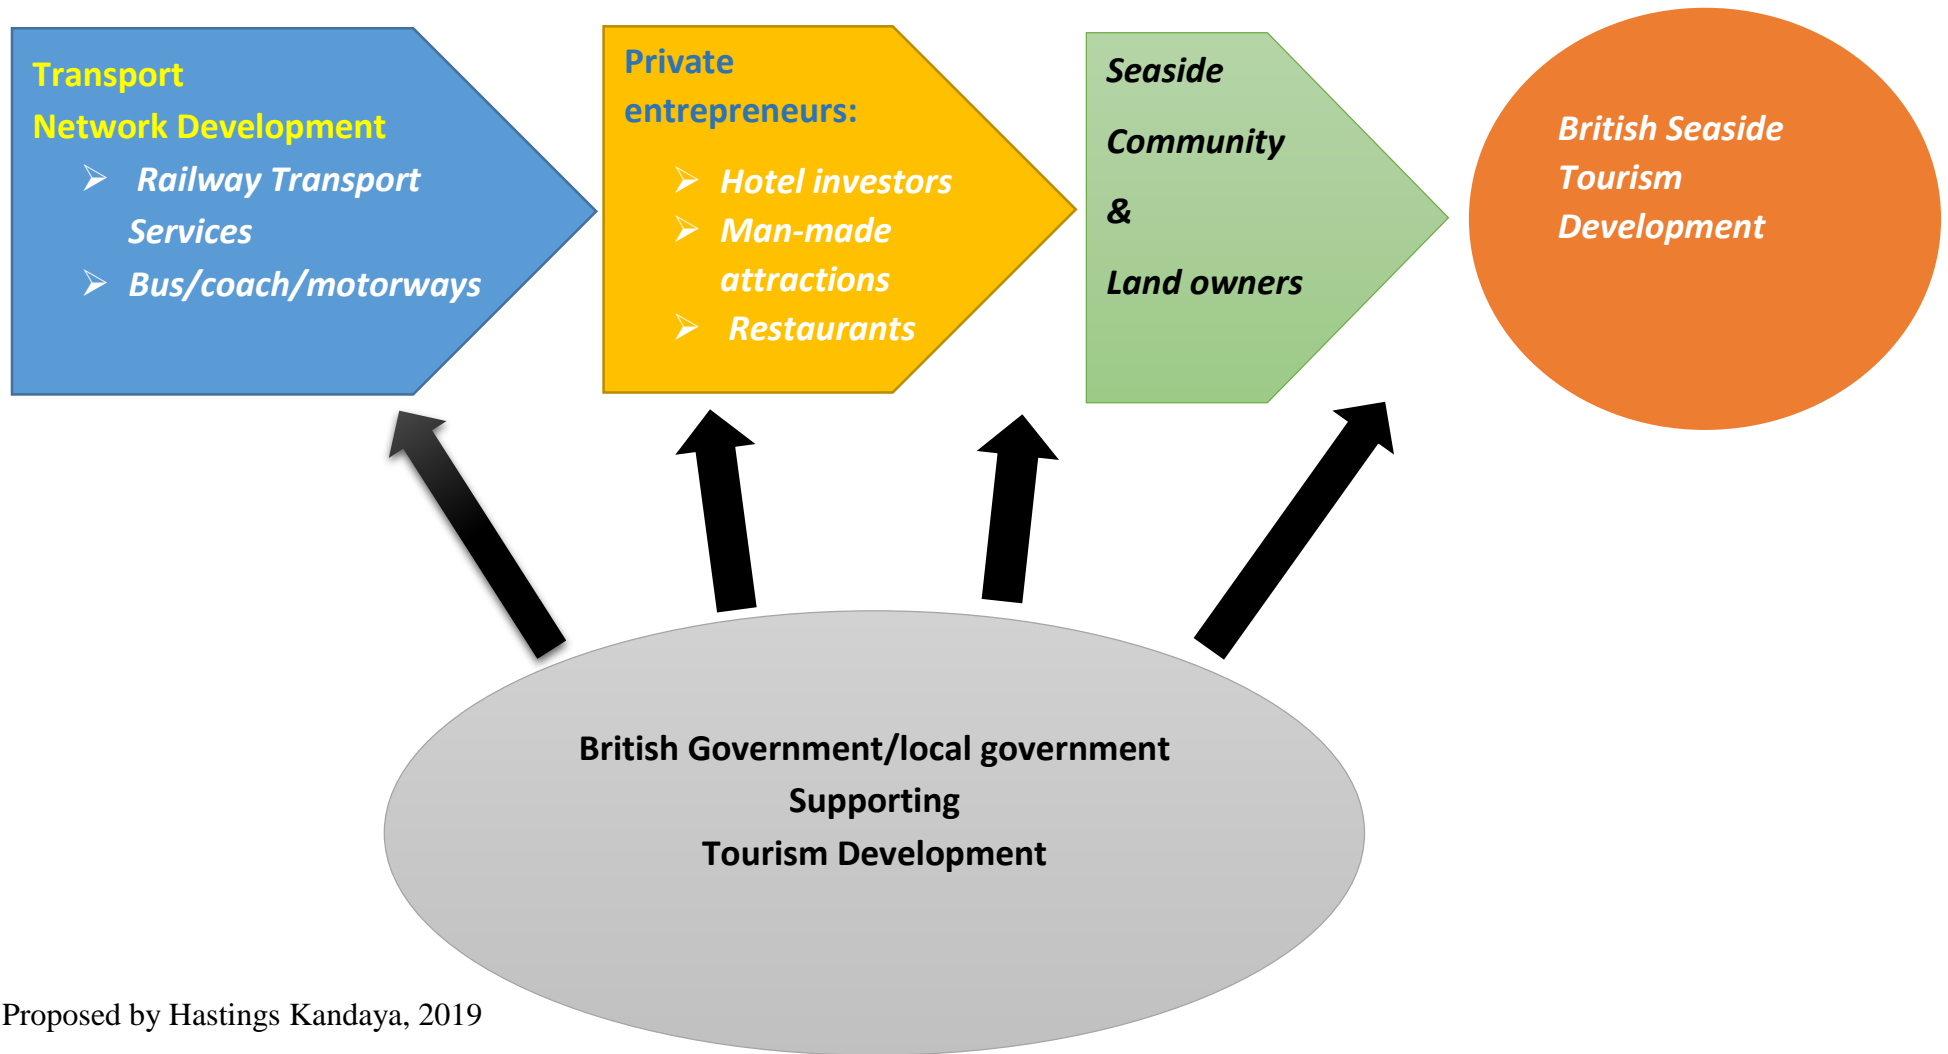 Transport
Network Development
➢ Railway Transport
Services
➢ Bus/coach/motorways
Private
entrepreneurs:
➢ Hotel investors
➢ Man-made
attractions
➢ Restaurants
Seaside
Community
&
Land owners
British Seaside
Tourism
Development
British Government/local government
Supporting
Tourism Development
Proposed by Hastings Kandaya, 2019